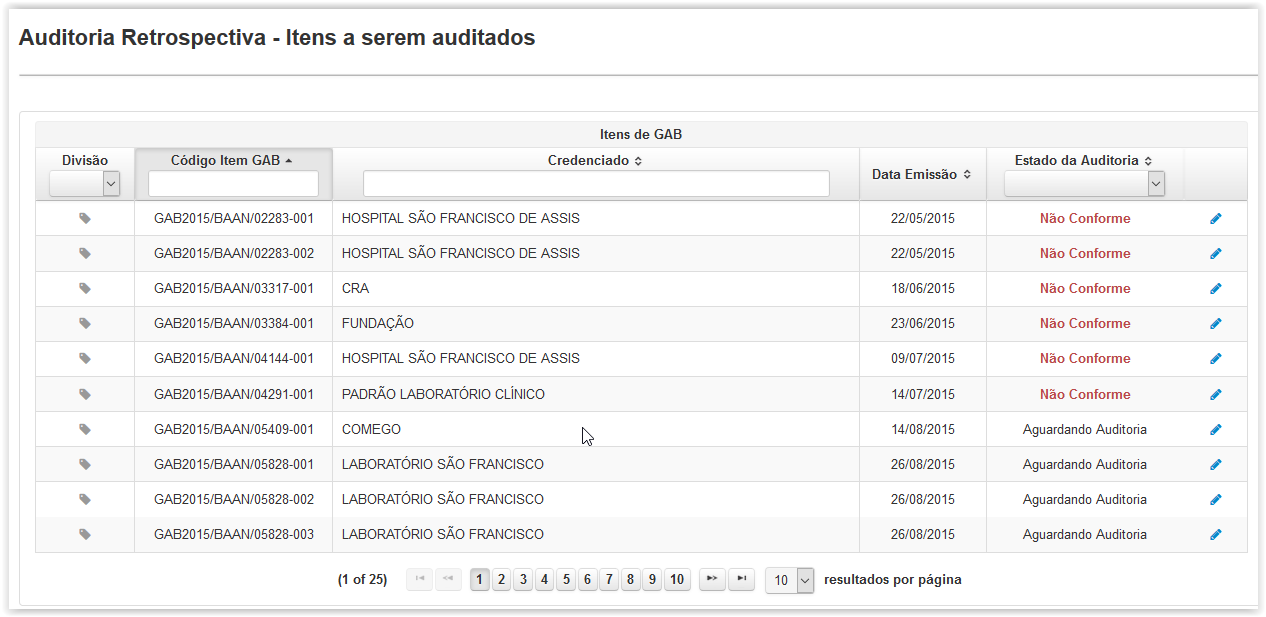 Auditoria Retrospectiva - Itens a serem auditados
Itens de GAB
Divisão Código Item GAB Credenciado Data Emissão Estado da Auditoria
GAB2015/BAAN/02283-001 HOSPITAL SÃO FRANCISCO DE ASSIS 22/05/2015 Não Conforme
GAB2015/BAAN/02283-002 HOSPITAL SÃO FRANCISCO DE ASSIS 22/05/2015 Não Conforme
GAB2015/BAAN/03317-001 CRA 18/06/2015 Não Conforme
GAB2015/BAAN/03384-001 FUNDAÇÃO 23/06/2015 Não Conforme
GAB2015/BAAN/04144-001 HOSPITAL SÃO FRANCISCO DE ASSIS 09/07/2015 Não Conforme
GAB2015/BAAN/04291-001 PADRÃO LABORATÓRIO CLÍNICO 14/07/2015 Não Conforme
GAB2015/BAAN/05409-001 COMEGO 14/08/2015 Aguardando Auditoria
GAB2015/BAAN/05828-001 LABORATÓRIO SÃO FRANCISCO 26/08/2015 Aguardando Auditoria
GAB2015/BAAN/05828-002 LABORATÓRIO SÃO FRANCISCO 26/08/2015 Aguardando Auditoria
GAB2015/BAAN/05828-003 LABORATÓRIO SÃO FRANCISCO 26/08/2015 Aguardando Auditoria
(1 of 25) 1 2 3 4 5 6 7 8 9 10 10 resultados por página